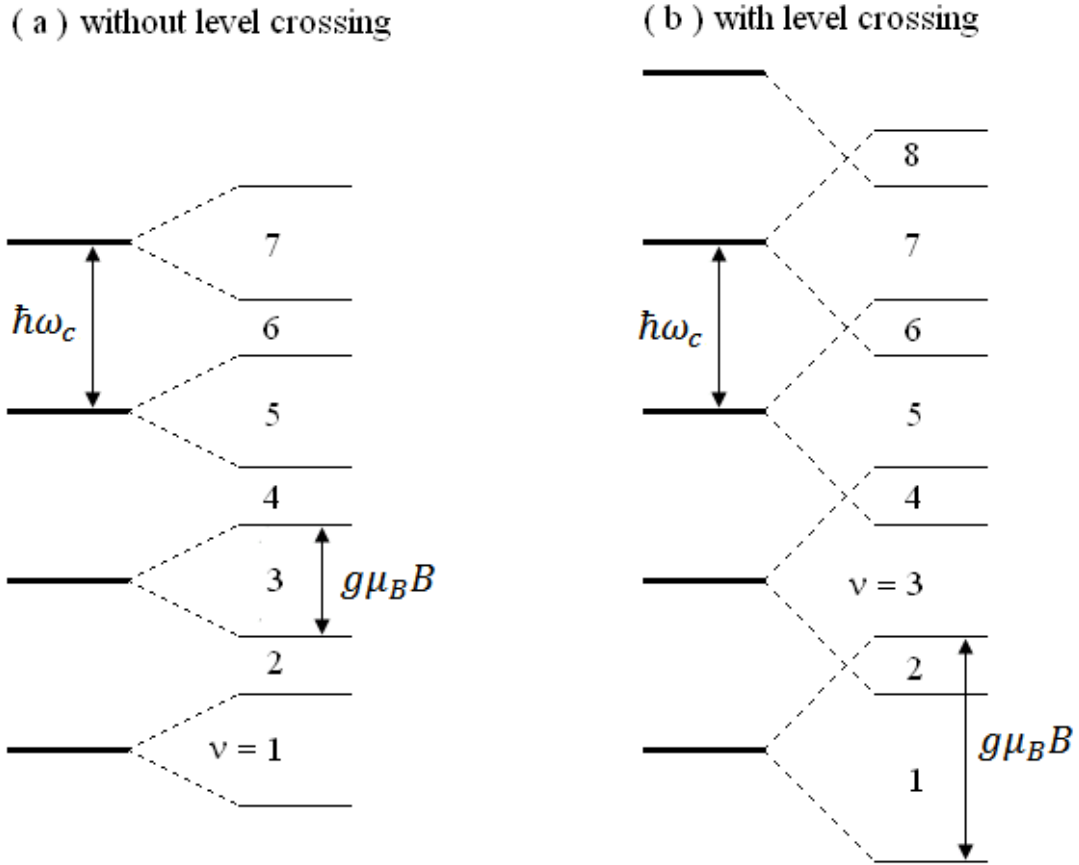 ( a ) without level crossing
7
ħω_c
6
5
4
3
gμ_B B
2
ν = 1
( b ) with level crossing
8
7
ħω_c
6
5
4
ν = 3
2
gμ_B B
1